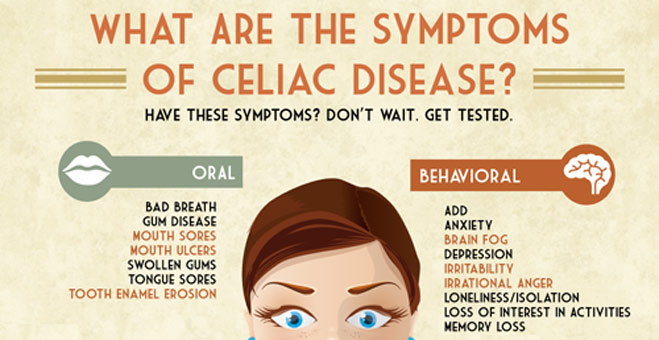 WHAT ARE THE SYMPTOMS
OF CELIAC DISEASE?
HAVE THESE SYMPTOMS? DON'T WAIT. GET TESTED.
ORAL
BAD BREATH
GUM DISEASE
MOUTH SORES
MOUTH ULCERS
SWOLLEN GUMS
TONGUE SORES
TOOTH ENAMEL EROSION
BEHAVIORAL
ADD
ANXIETY
BRAIN FOG
DEPRESSION
IRRITABILITY
IRRATIONAL ANGER
LONELINESS/ISOLATION
LOSS OF INTEREST IN ACTIVITIES
MEMORY LOSS